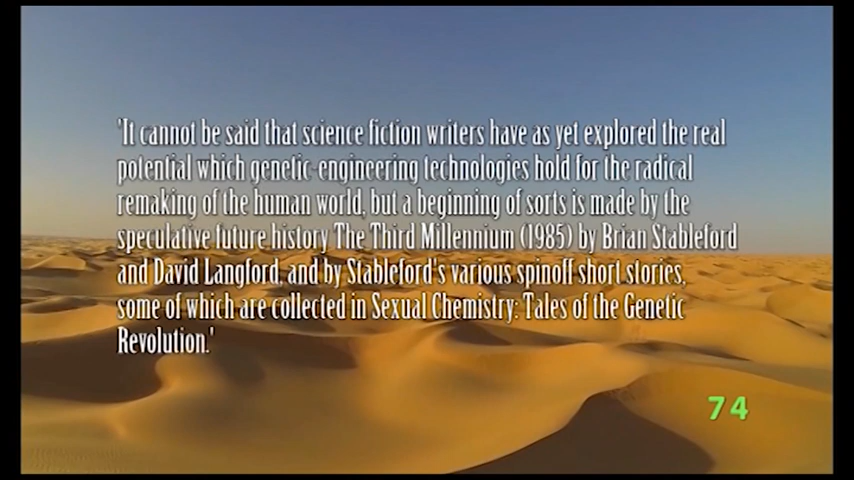 'It cannot be said that science fiction writers have as yet explored the real
potential which genetic-engineering technologies hold for the radical
remaking of the human world, but a beginning of sorts is made by the
speculative future history The Third Millennium (1985) by Brian Stableford
and David Langford, and by Stableford's various spinoff short stories,
some of which are collected in Sexual Chemistry: Tales of the Genetic
Revolution.'
74